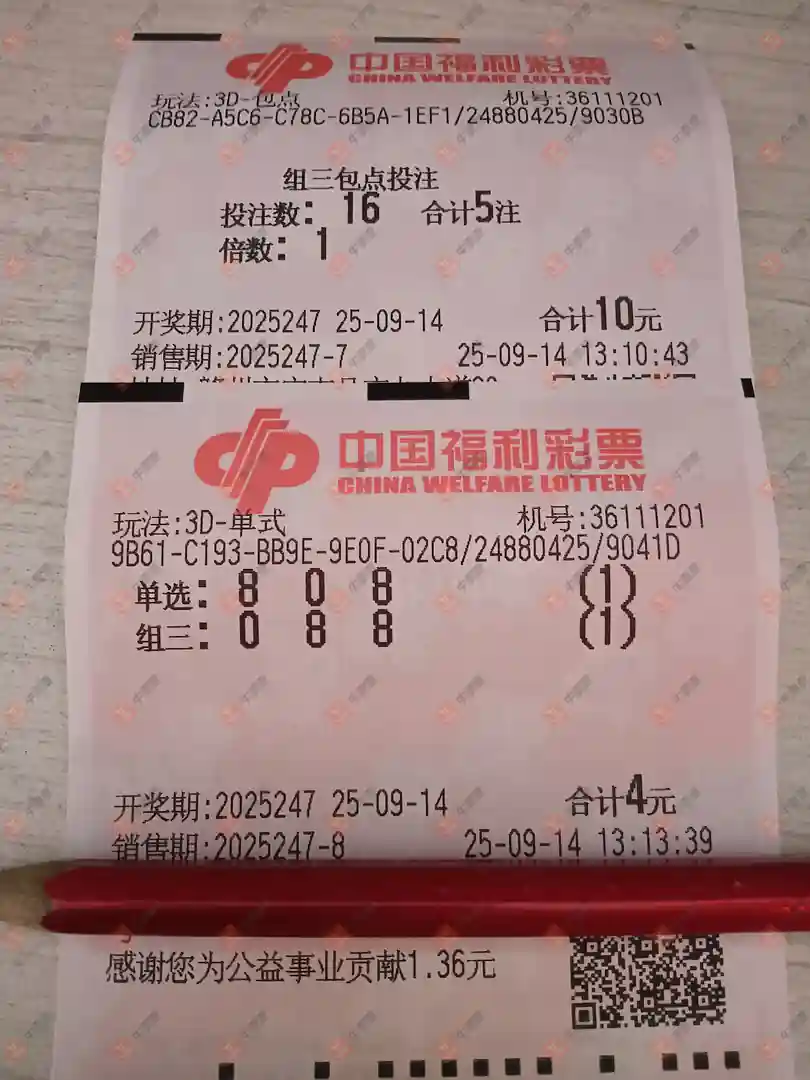 中国福利彩票
CHINA WELFARE LOTTERY
玩法:3D-包点 机号:36111201
CB82-A5C6-C78C-6B5A-1EF1/24880425/9030B
组三包点投注
投注数: 16 合计5注
倍数: 1
开奖期:2025247 25-09-14 合计10元
销售期:2025247-7 25-09-14 13:10:43
中国福利彩票
CHINA WELFARE LOTTERY
玩法:3D-单式 机号:36111201
9B61-C193-BB9E-9E0F-02C8/24880425/9041D
单选: 8 0 8 (1)
组三: 0 8 8 (1)
开奖期:2025247 25-09-14 合计4元
销售期:2025247-8 25-09-14 13:13:39
感谢您为公益事业贡献1.36元